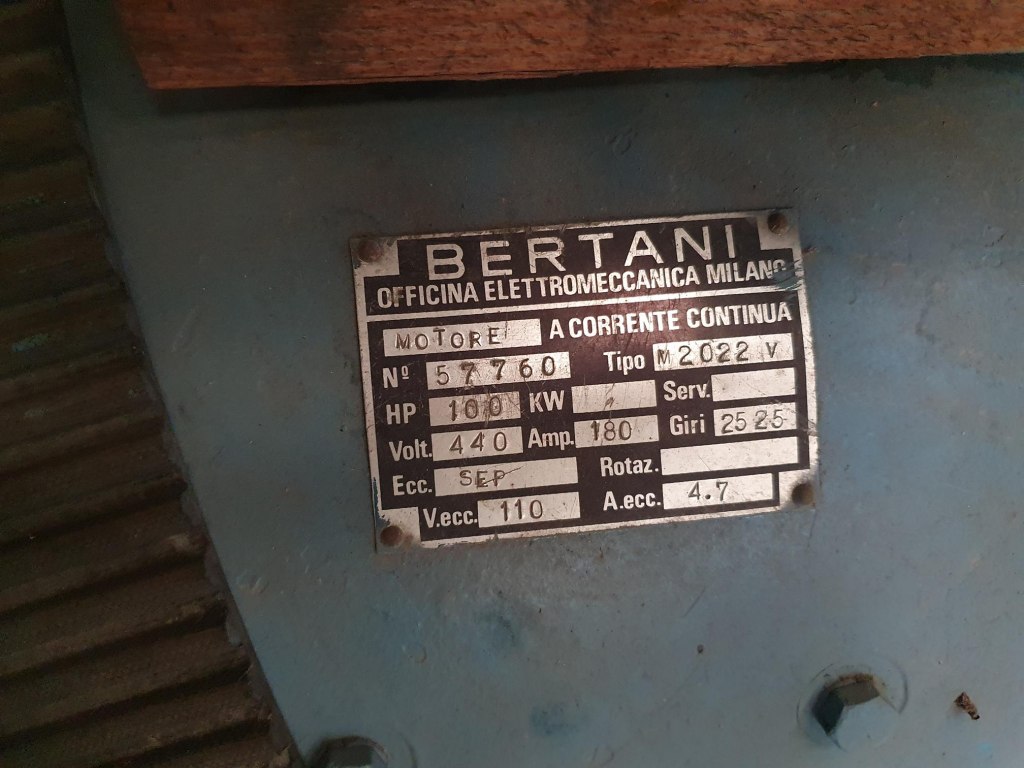 BERTANI
OFFICINA ELETTROMECCANICA MILANO
MOTORE A CORRENTE CONTINUA
Nº 57760 Tipo M2022 V
HP 100 KW Serv.
Volt. 440 Amp. 180 Giri 2525
Ecc. SEP. Rotaz.
V.ecc. 110 A.ecc. 4.7